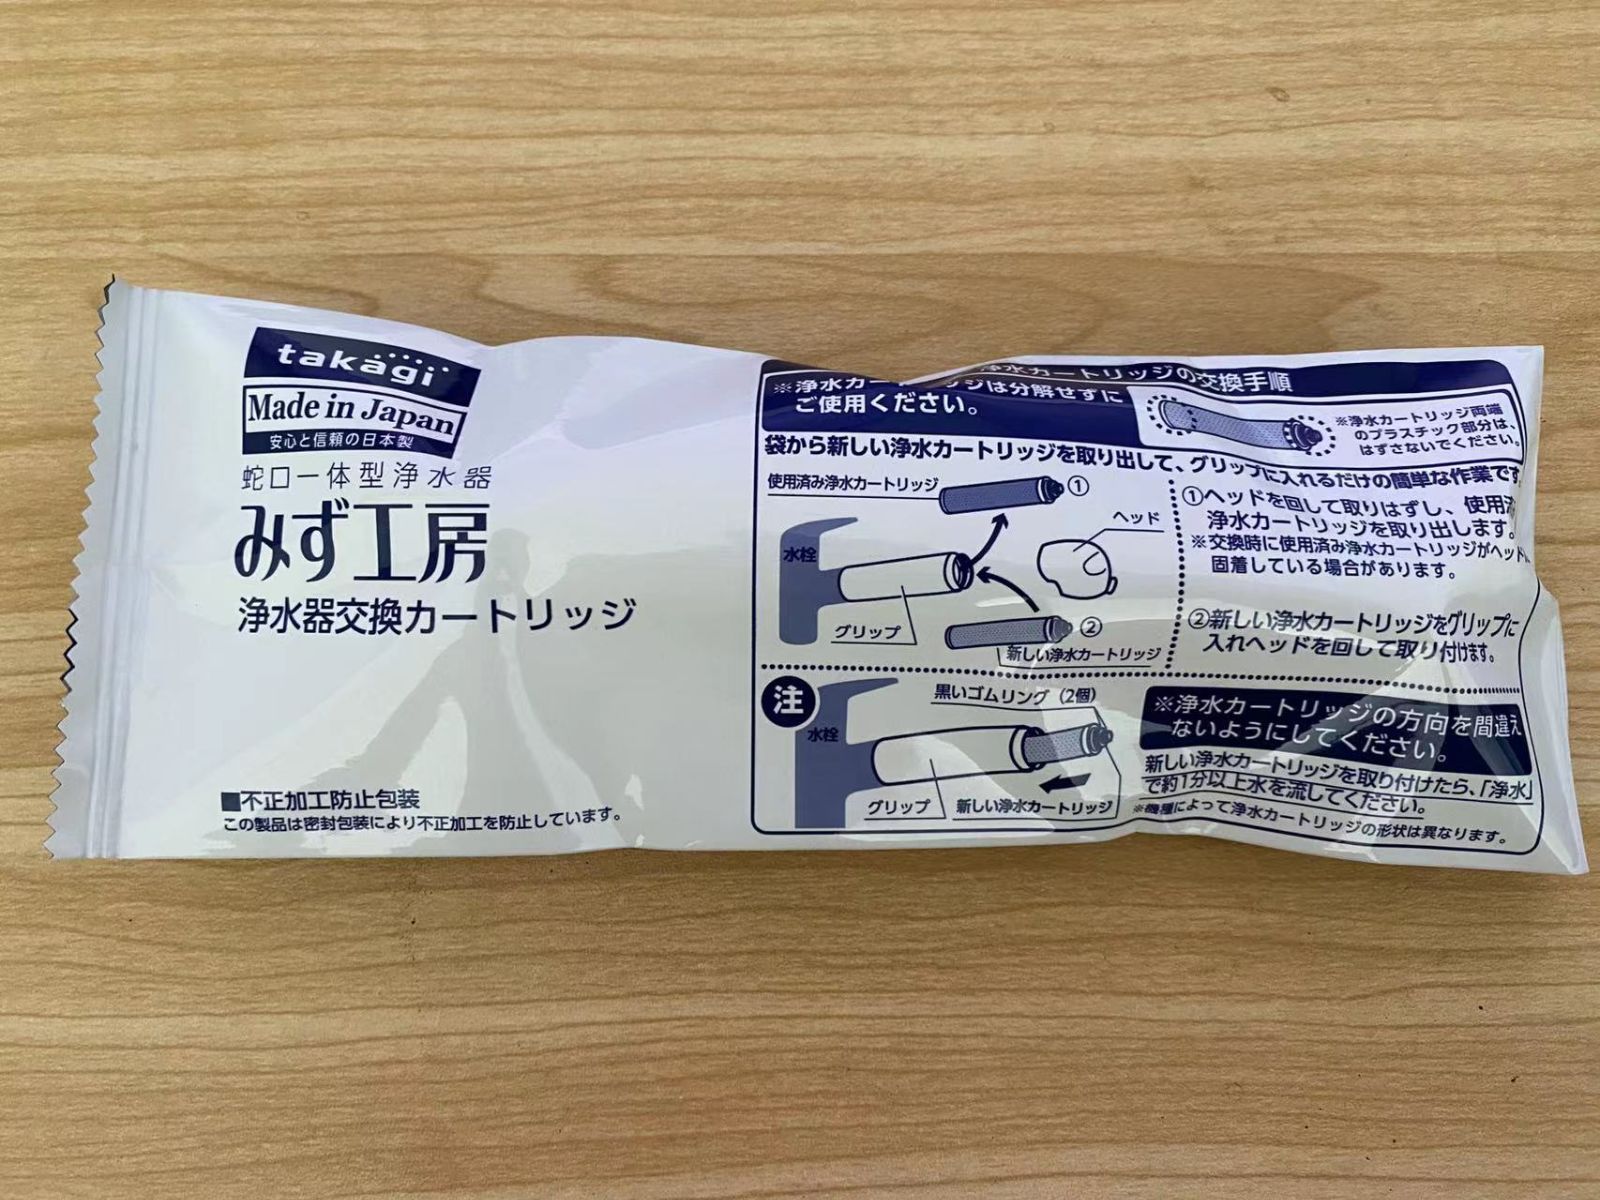 takagi
Made in Japan
安心と信頼の日本製
蛇口一体型浄水器
みず工房
浄水器交換カートリッジ
■不正加工防止包装
この製品は密封包装により不正加工を防止しています。
浄水カートリッジの交換手順
※浄水カートリッジは分解せずに
ご使用ください。
※浄水カートリッジ両端
のプラスチック部分は、
はずさないでください。
袋から新しい浄水カートリッジを取り出して、グリップに入れるだけの簡単な作業です
使用済み浄水カートリッジ
①
ヘッド
水栓
グリップ
②
新しい浄水カートリッジ
①ヘッドを回して取りはずし、使用済
浄水カートリッジを取り出します。
※交換時に使用済み浄水カートリッジがヘッドに
固着している場合があります。
②新しい浄水カートリッジをグリップに
入れヘッドを回して取り付けます。
注
黒いゴムリング（2個）
水栓
グリップ
新しい浄水カートリッジ
※浄水カートリッジの方向を間違え
ないようにしてください。
新しい浄水カートリッジを取り付けたら、「浄水」
で約1分以上水を流してください。
※機種によって浄水カートリッジの形状は異なります。